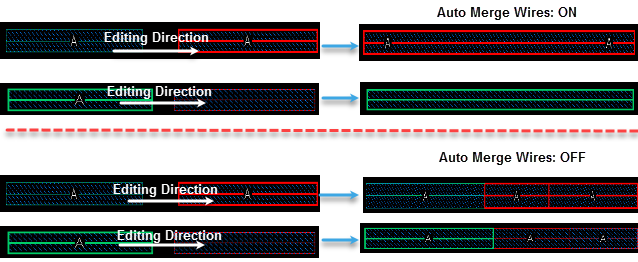 Auto Merge Wires: ON
A Editing Direction A A A
A Editing Direction
Auto Merge Wires: OFF
A Editing Direction A A A A
A Editing Direction A A A